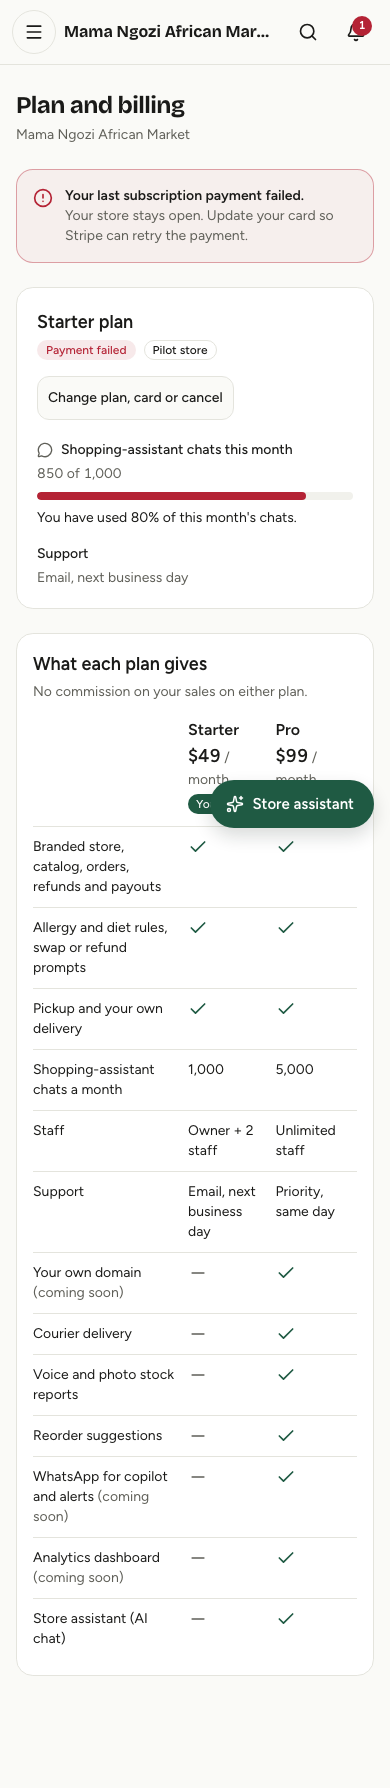 Mama Ngozi African Mar...
1
Plan and billing
Mama Ngozi African Market
Your last subscription payment failed.
Your store stays open. Update your card so
Stripe can retry the payment.
Starter plan
Payment failed
Pilot store
Change plan, card or cancel
Shopping-assistant chats this month
850 of 1,000
You have used 80% of this month's chats.
Support
Email, next business day
What each plan gives
No commission on your sales on either plan.
Starter
Pro
$49 /
month
$99 /
month
Store assistant
Branded store,
catalog, orders,
refunds and payouts
Allergy and diet rules,
swap or refund
prompts
Pickup and your own
delivery
Shopping-assistant
chats a month
1,000
5,000
Staff
Owner + 2
staff
Unlimited
staff
Support
Email, next
business
day
Priority,
same day
Your own domain
(coming soon)
Courier delivery
Voice and photo stock
reports
Reorder suggestions
WhatsApp for copilot
and alerts (coming
soon)
Analytics dashboard
(coming soon)
Store assistant (AI
chat)